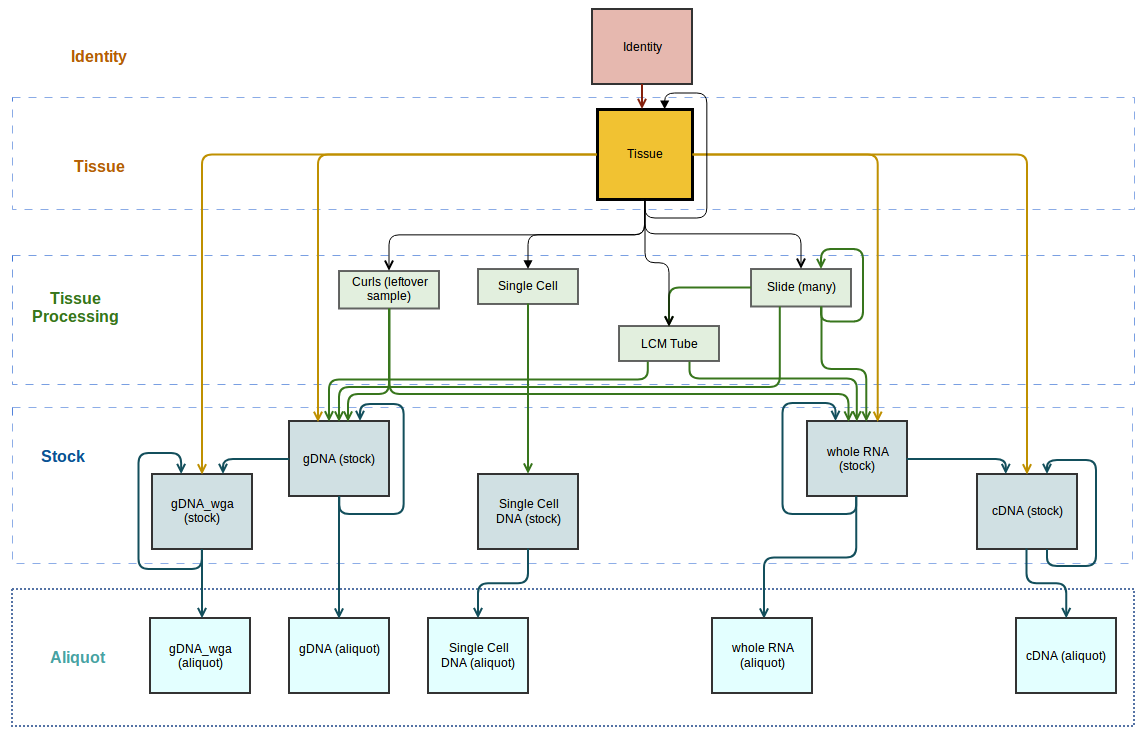 Identity
Identity
Tissue
Tissue
Tissue
Processing
Curls (leftover
sample)
Single Cell
Slide (many)
LCM Tube
Stock
gDNA (stock)
whole RNA
(stock)
gDNA_wga
(stock)
Single Cell
DNA (stock)
cDNA (stock)
Aliquot
gDNA_wga
(aliquot)
gDNA (aliquot)
Single Cell
DNA (aliquot)
whole RNA
(aliquot)
cDNA (aliquot)